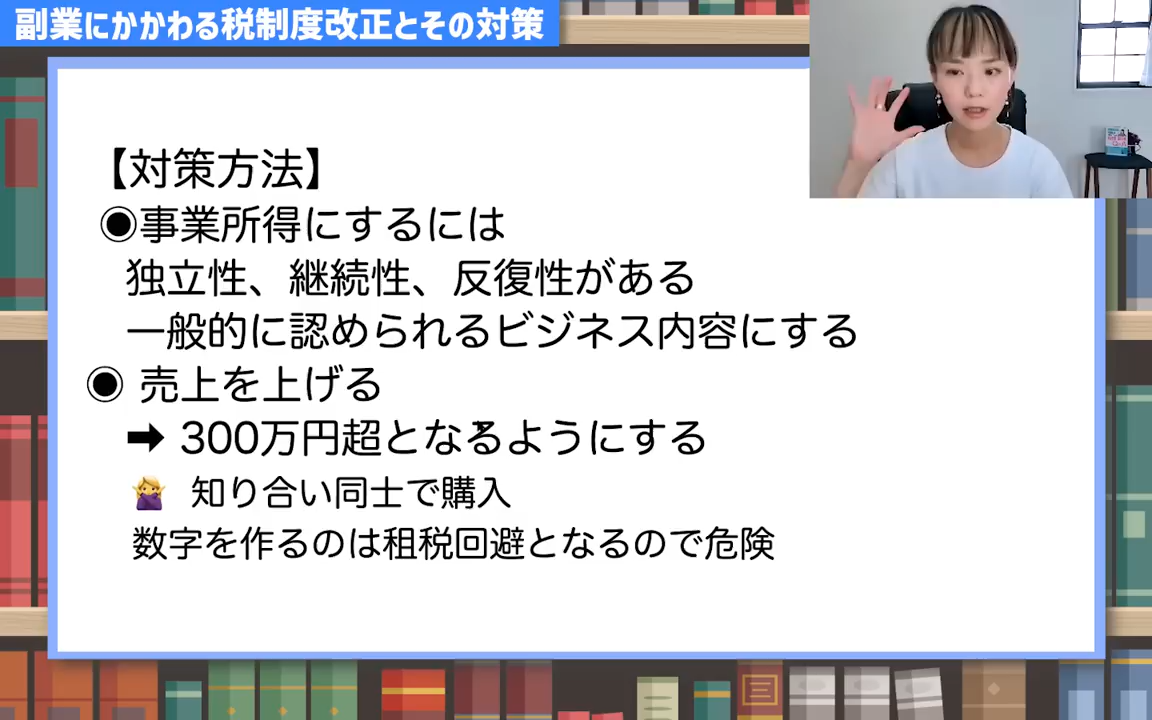 副業にかかわる税制度改正とその対策
【対策方法】
◉事業所得にするには
独立性、継続性、反復性がある
一般的に認められるビジネス内容にする
◉ 売上を上げる
➡ 300万円超となるようにする
🤷‍♀️ 知り合い同士で購入
数字を作るのは租税回避となるので危険